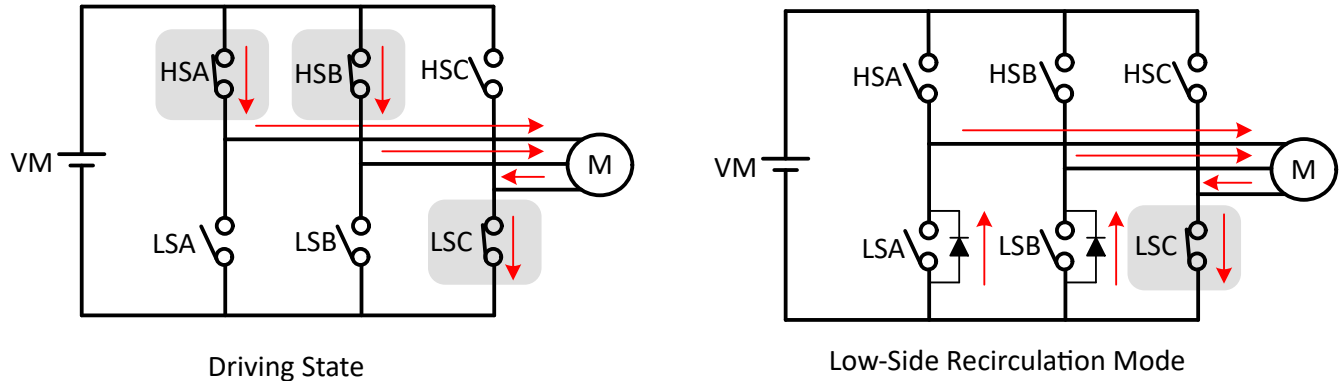 HSA
HSB
HSC
VM
M
LSA
LSB
LSC
Driving State
HSA
HSB
HSC
VM
M
LSA
LSB
LSC
Low-Side Recirculation Mode